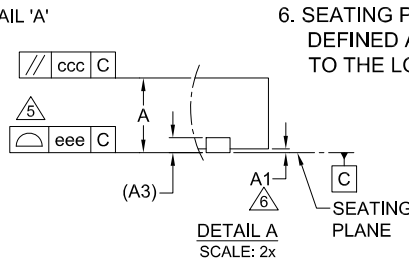 AIL 'A'
6. SEATING P
DEFINED A
TO THE LO
// ccc C
A
5
eee C
(A3)
A1
6
C
SEATING
PLANE
DETAIL A
SCALE: 2x